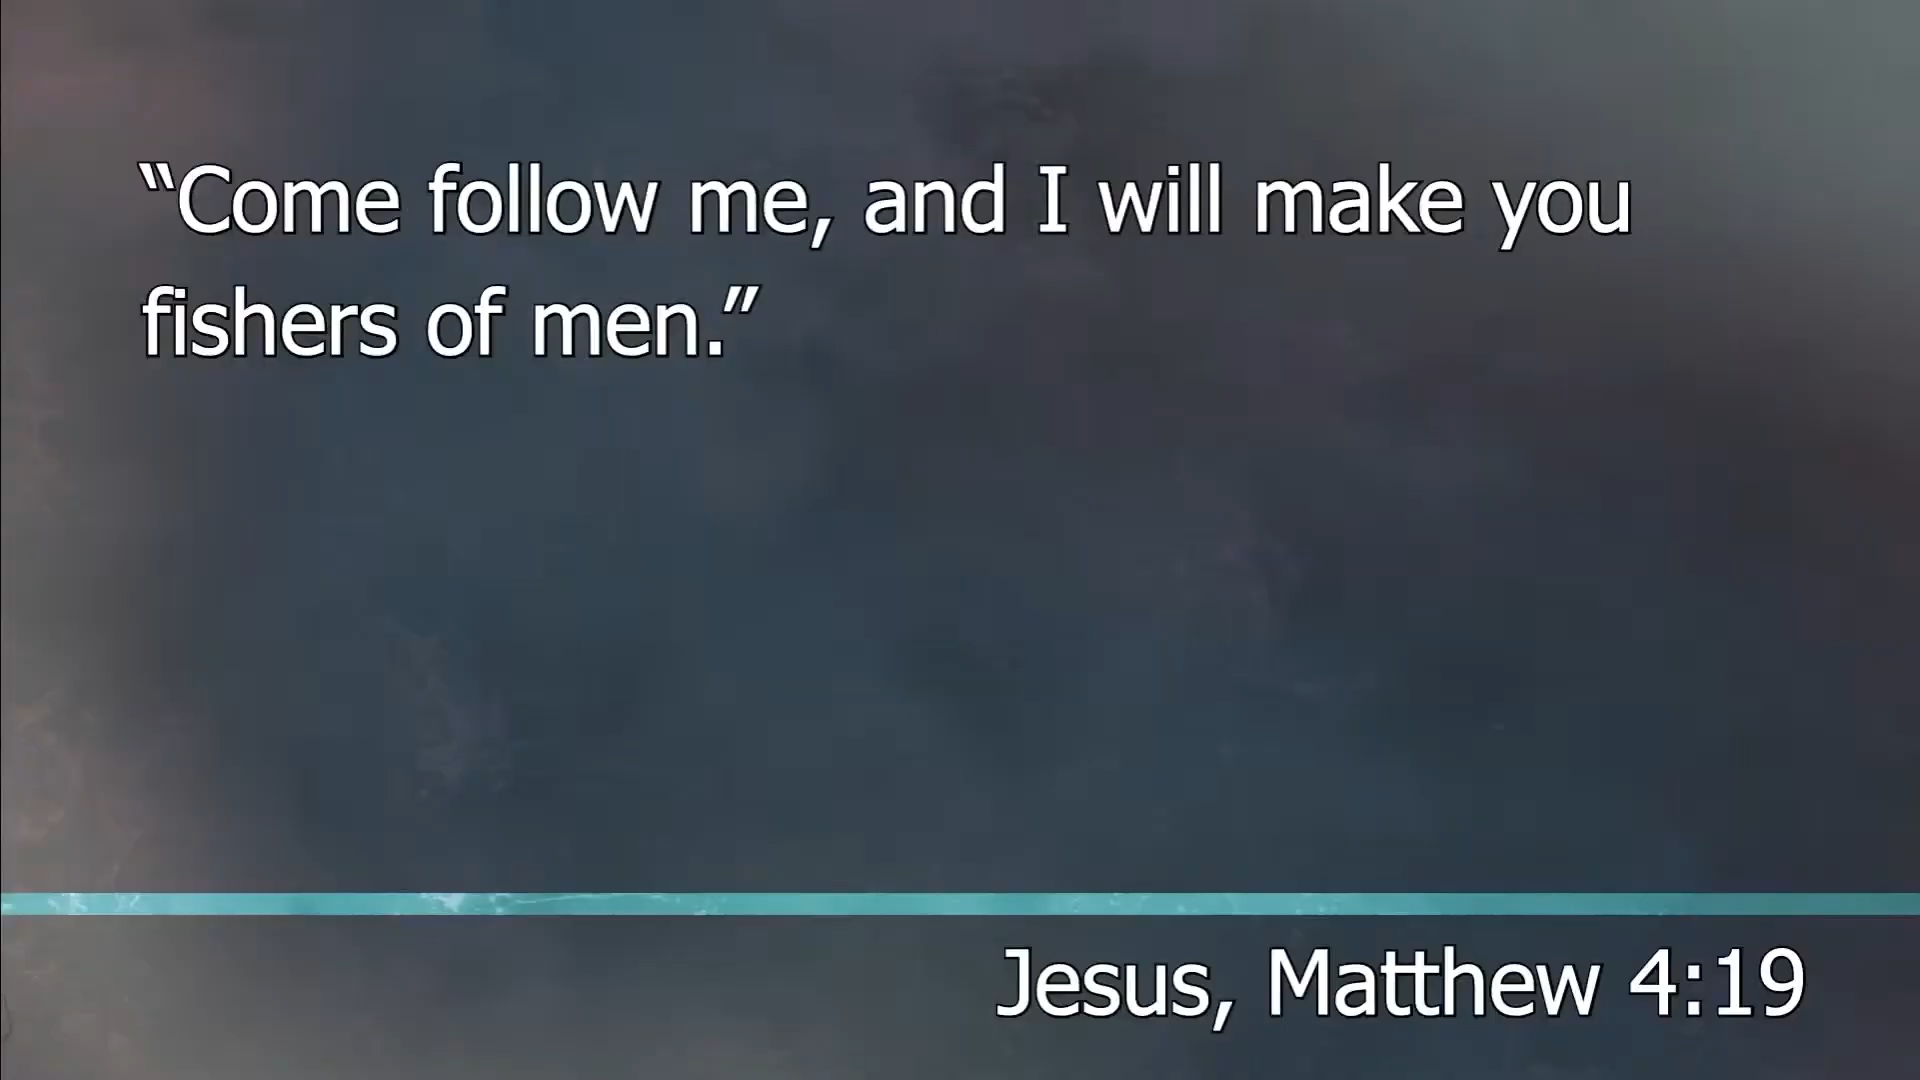 “Come follow me, and I will make you
fishers of men.”
Jesus, Matthew 4:19